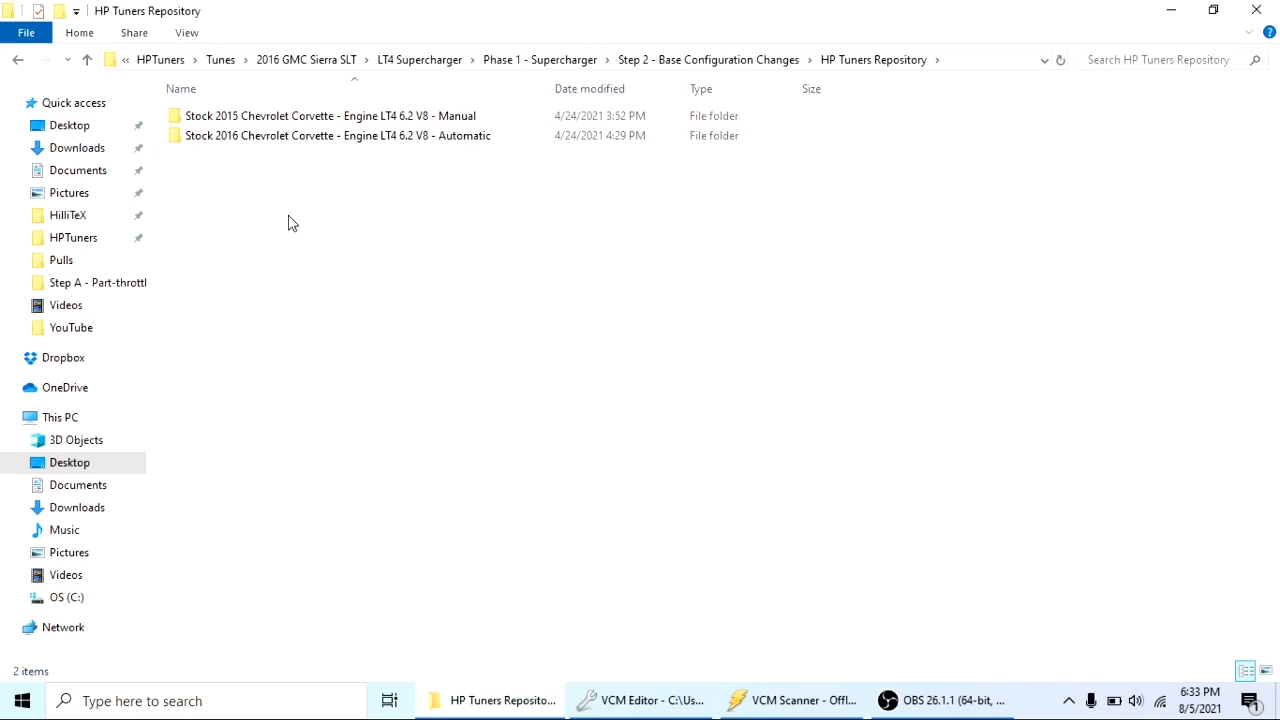 HP Tuners Repository
File Home Share View
« HPTuners › Tunes › 2016 GMC Sierra SLT › LT4 Supercharger › Phase 1 - Supercharger › Step 2 - Base Configuration Changes › HP Tuners Repository ›
Search HP Tuners Repository
Name Date modified Type Size
Stock 2015 Chevrolet Corvette - Engine LT4 6.2 V8 - Manual 4/24/2021 3:52 PM File folder
Stock 2016 Chevrolet Corvette - Engine LT4 6.2 V8 - Automatic 4/24/2021 4:29 PM File folder
Quick access
Desktop
Downloads
Documents
Pictures
HilliTeX
HPTuners
Pulls
Step A - Part-throttl
Videos
YouTube
Dropbox
OneDrive
This PC
3D Objects
Desktop
Documents
Downloads
Music
Pictures
Videos
OS (C:)
Network
2 items
Type here to search
HP Tuners Reposito...
VCM Editor - C:\Us...
VCM Scanner - Offl...
OBS 26.1.1 (64-bit, ...
6:33 PM
8/5/2021
1